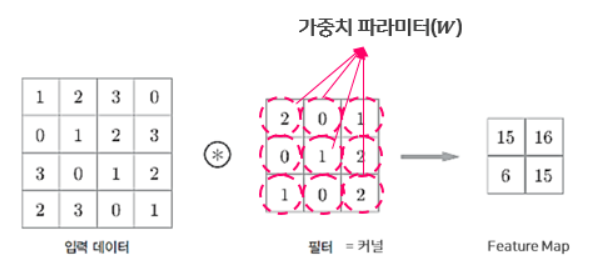 가중치 파라미터(W)
1 2 3 0
0 1 2 3
3 0 1 2
2 3 0 1
*
2 0 1
0 1 2
1 0 2
15 16
6 15
입력 데이터
필터 = 커널
Feature Map